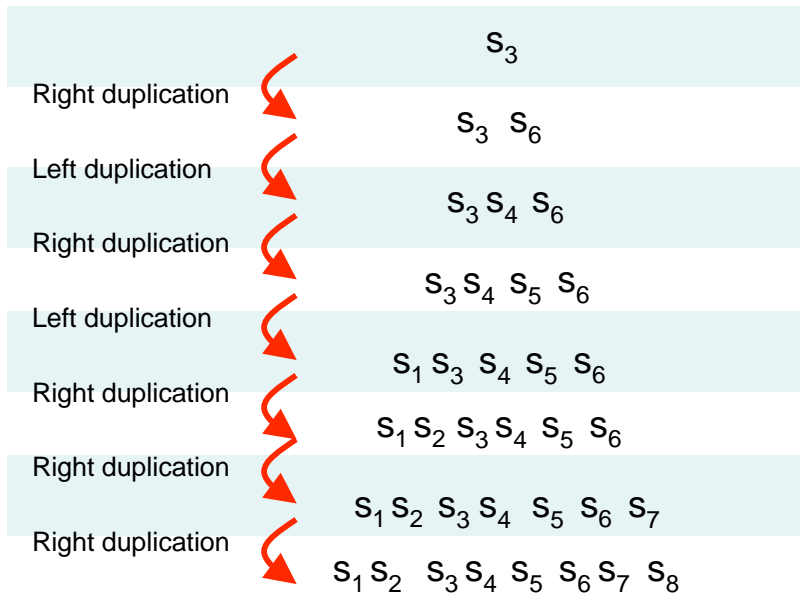 s₃
Right duplication
s₃ s₆
Left duplication
s₃ s₄ s₆
Right duplication
s₃ s₄ s₅ s₆
Left duplication
s₁ s₃ s₄ s₅ s₆
Right duplication
s₁ s₂ s₃ s₄ s₅ s₆
Right duplication
s₁ s₂ s₃ s₄ s₅ s₆ s₇
Right duplication
s₁ s₂ s₃ s₄ s₅ s₆ s₇ s₈